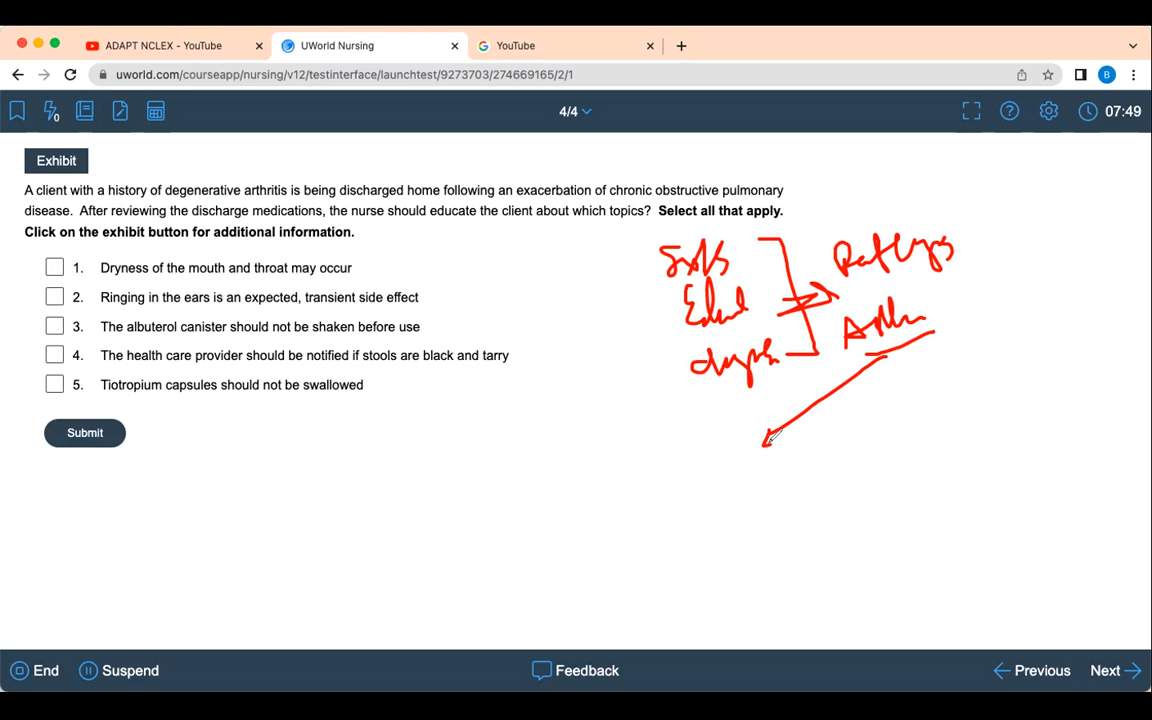 ADAPT NCLEX - YouTube
UWorld Nursing
YouTube
uworld.com/courseapp/nursing/v12/testinterface/launchtest/9273703/274669165/2/1
B
0
4/4
07:49
Exhibit
A client with a history of degenerative arthritis is being discharged home following an exacerbation of chronic obstructive pulmonary
disease. After reviewing the discharge medications, the nurse should educate the client about which topics? Select all that apply.
Click on the exhibit button for additional information.
1. Dryness of the mouth and throat may occur
2. Ringing in the ears is an expected, transient side effect
3. The albuterol canister should not be shaken before use
4. The health care provider should be notified if stools are black and tarry
5. Tiotropium capsules should not be swallowed
Submit
End
Suspend
Feedback
Previous
Next